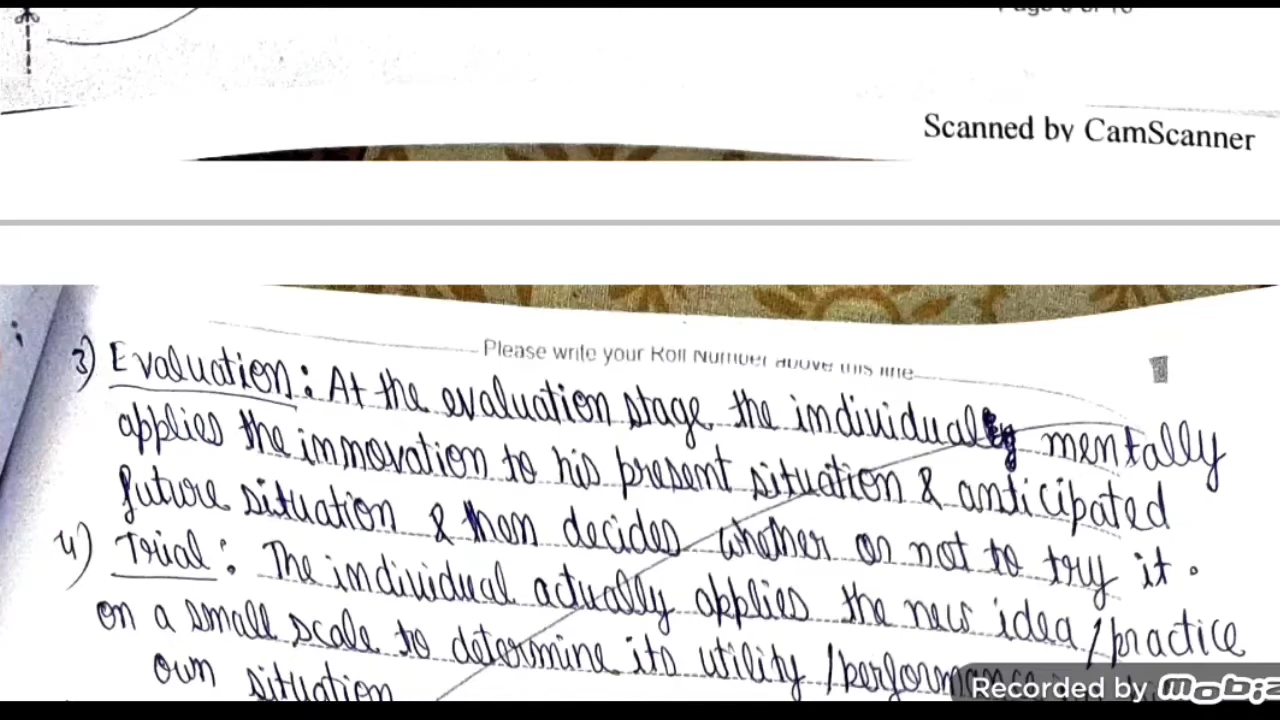 Scanned by CamScanner
Please write your Roll Number above this line
3) Evaluation: At the evaluation stage the individual mentally
applies the innovation to his present situation & anticipated
future situation & then decides whether or not to try it.
4) Trial: The individual actually applies the new idea/practice
on a small scale to determine its utility/performance
own situation
Recorded by